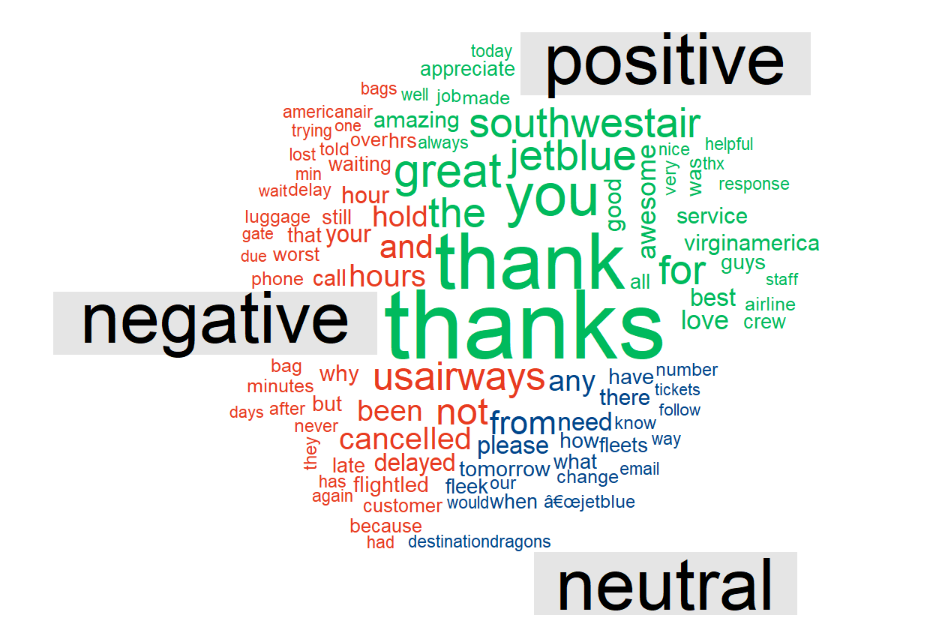 today
positive
appreciate
bags well job made
americanair amazing southwestair
trying one
over hrs always jetblue nice helpful
lost told
waiting great awesome very was thx
min
wait delay hour you good response
luggage still hold the service
gate that your
due worst and thank virginamerica
phone call hours all for guys
staff
negative thanks best airline
love crew
bag why usairways any have number
minutes there tickets
days after but been not from need know follow
never
they cancelled please how fleets way
late delayed tomorrow what email
has flightled fleek our change
again
customer would when â€œjetblue
because
had destinationdragons
neutral